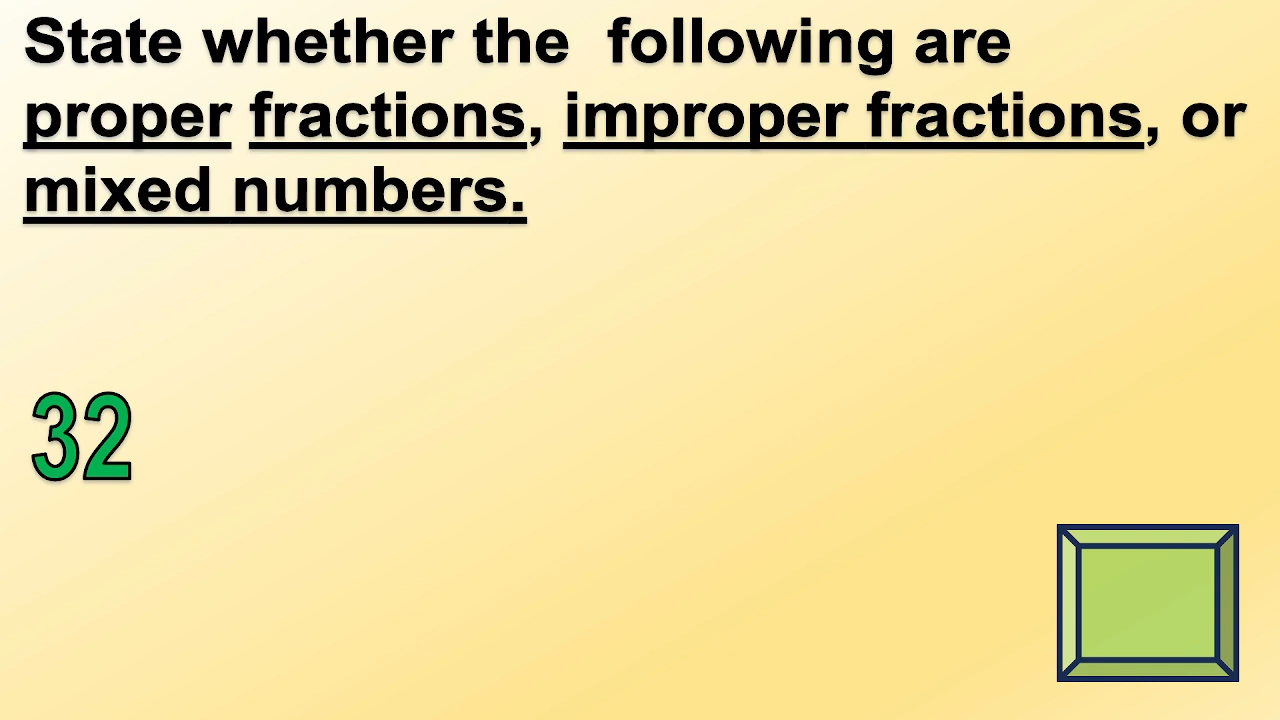 State whether the  following are
proper fractions, improper fractions, or
mixed numbers.
32